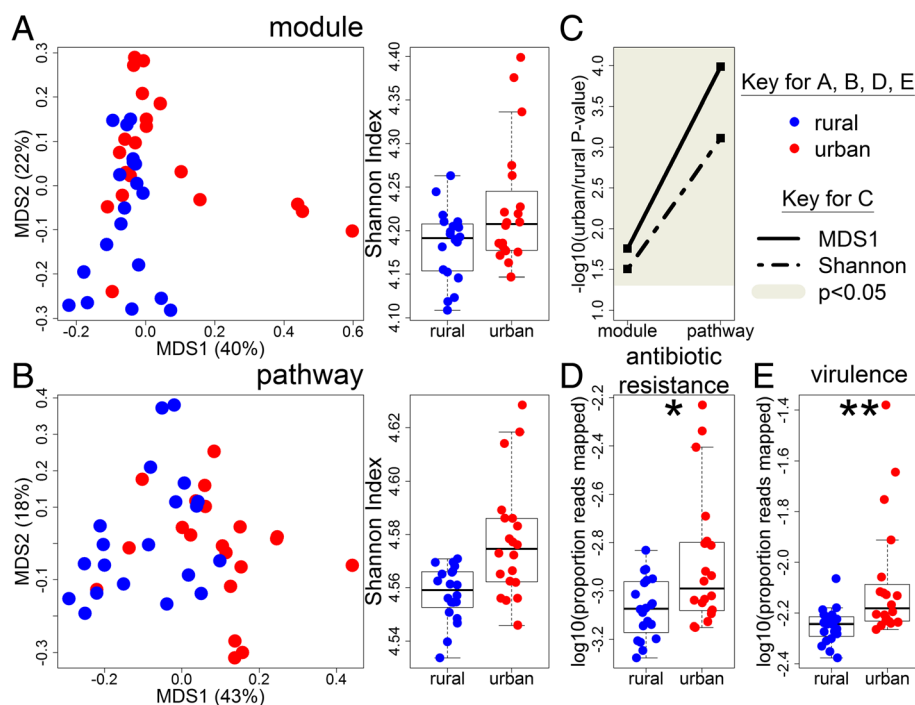 A
module
MDS2 (22%)
0.3
0.2
0.1
0.0
-0.1
-0.2
-0.3
-0.2 0.0 0.2 0.4 0.6
MDS1 (40%)
Shannon Index
4.40
4.35
4.30
4.25
4.20
4.15
4.10
rural urban
C
-log10(urban/rural P-value)
4.0
3.5
3.0
2.5
2.0
1.5
1.0
module pathway
Key for A, B, D, E
rural
urban
Key for C
MDS1
Shannon
p<0.05
B
pathway
MDS2 (18%)
0.4
0.3
0.1
-0.1
-0.3
-0.2 0.0 0.2 0.4 0.6
MDS1 (43%)
Shannon Index
4.62
4.60
4.58
4.56
4.54
rural urban
D
antibiotic
resistance
*
log10(proportion reads mapped)
-2.2
-2.4
-2.6
-2.8
-3.0
-3.2
rural urban
E
virulence
**
log10(proportion reads mapped)
-1.4
-1.6
-1.8
-2.0
-2.2
-2.4
rural urban